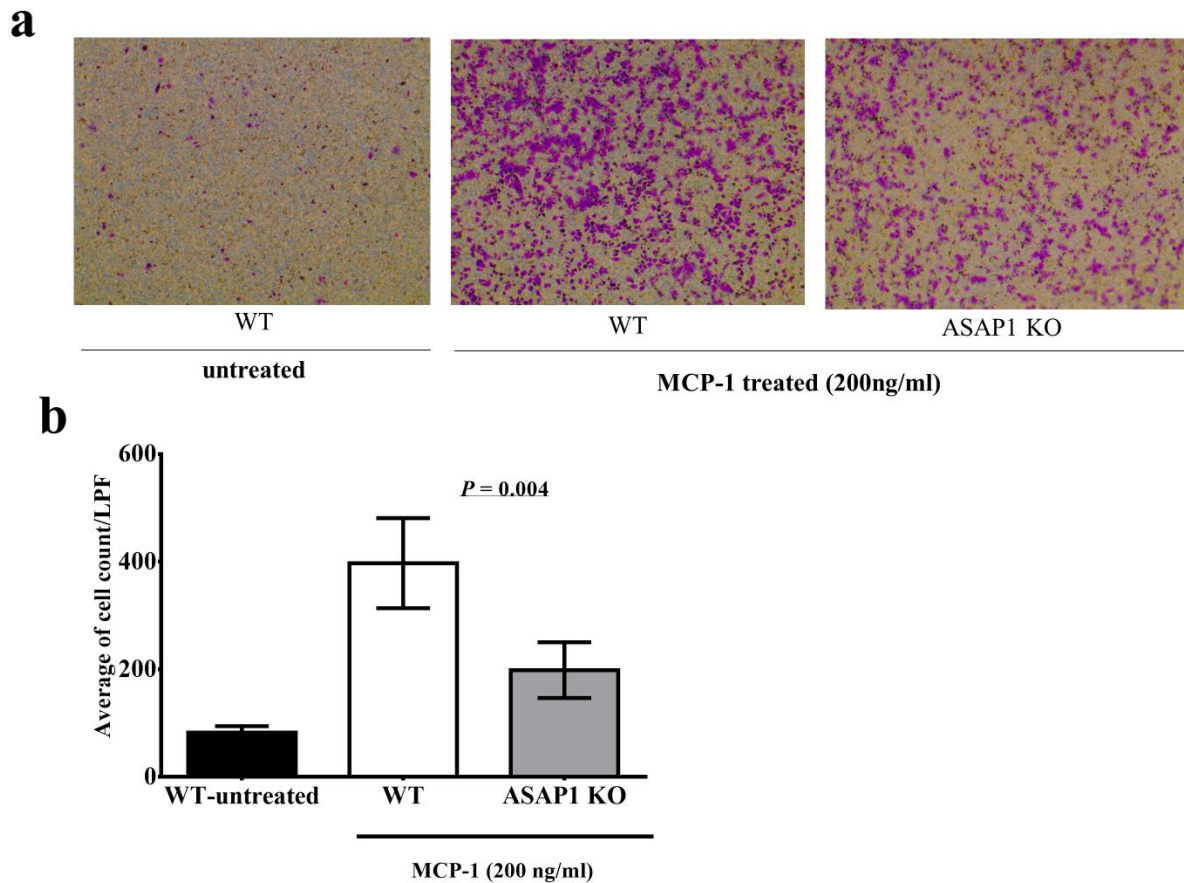 a
WT
WT
ASAP1 KO
untreated
MCP-1 treated (200ng/ml)
b
Average of cell count/LPF
600
400
200
0
P = 0.004
WT-untreated
WT
ASAP1 KO
MCP-1 (200 ng/ml)